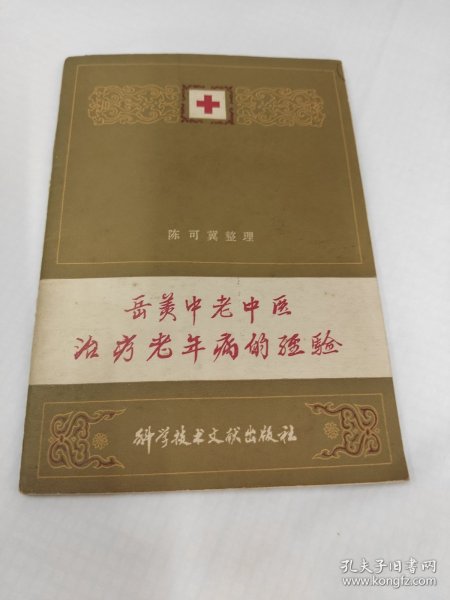 陈可冀整理
岳美中老中医
治疗老年病的经验
科学技术文献出版社
孔夫子旧书网
www.kongfz.com